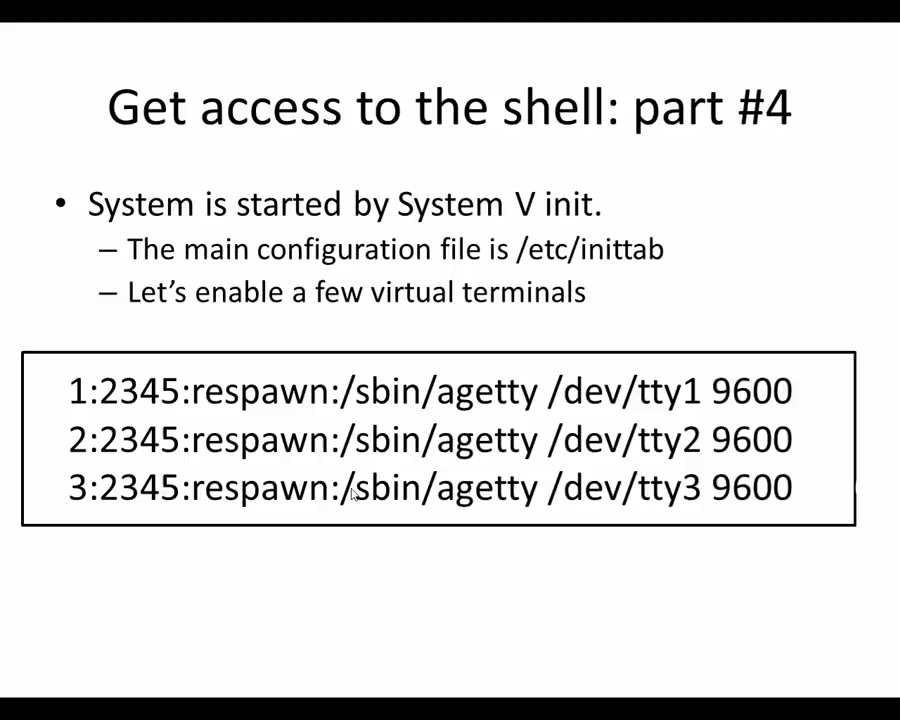 Get access to the shell: part #4
• System is started by System V init.
– The main configuration file is /etc/inittab
– Let’s enable a few virtual terminals
1:2345:respawn:/sbin/agetty /dev/tty1 9600
2:2345:respawn:/sbin/agetty /dev/tty2 9600
3:2345:respawn:/sbin/agetty /dev/tty3 9600